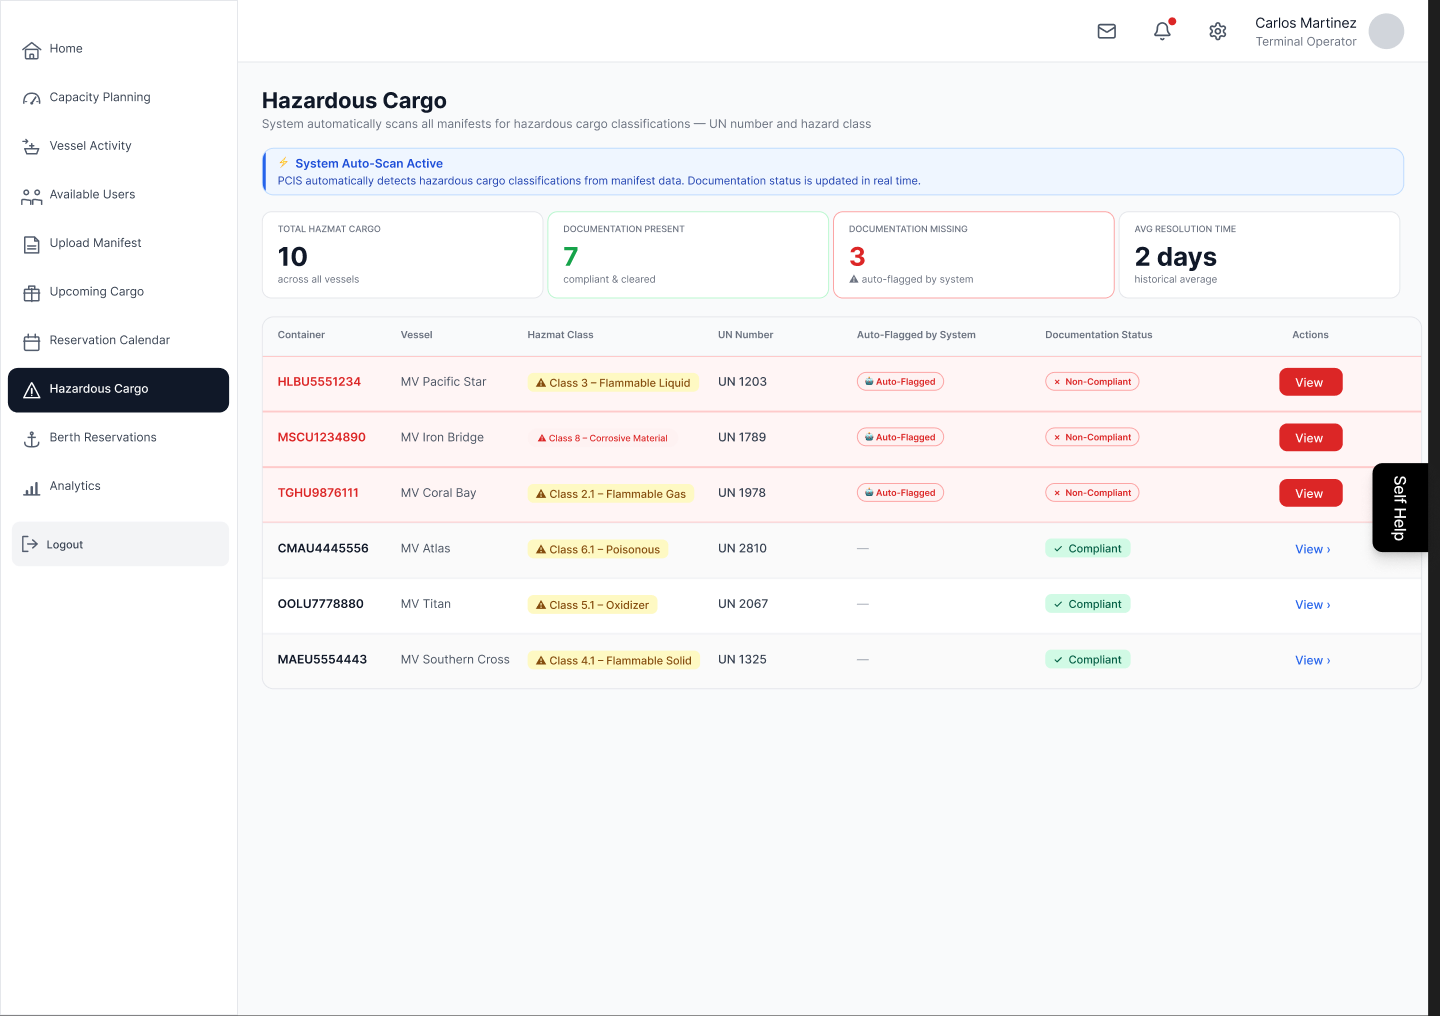 Home
Capacity Planning
Vessel Activity
Available Users
Upload Manifest
Upcoming Cargo
Reservation Calendar
Hazardous Cargo
Berth Reservations
Analytics
Logout
Carlos Martinez
Terminal Operator
Hazardous Cargo
System automatically scans all manifests for hazardous cargo classifications — UN number and hazard class
⚡ System Auto-Scan Active
PCIS automatically detects hazardous cargo classifications from manifest data. Documentation status is updated in real time.
TOTAL HAZMAT CARGO
10
across all vessels
DOCUMENTATION PRESENT
7
compliant & cleared
DOCUMENTATION MISSING
3
⚠ auto-flagged by system
AVG RESOLUTION TIME
2 days
historical average
Container Vessel Hazmat Class UN Number Auto-Flagged by System Documentation Status Actions
HLBU5551234 MV Pacific Star ⚠ Class 3 – Flammable Liquid UN 1203 Auto-Flagged × Non-Compliant View
MSCU1234890 MV Iron Bridge ⚠ Class 8 – Corrosive Material UN 1789 Auto-Flagged × Non-Compliant View
TGHU9876111 MV Coral Bay ⚠ Class 2.1 – Flammable Gas UN 1978 Auto-Flagged × Non-Compliant View
CMAU4445556 MV Atlas ⚠ Class 6.1 – Poisonous UN 2810 — ✓ Compliant View ›
OOLU7778880 MV Titan ⚠ Class 5.1 – Oxidizer UN 2067 — ✓ Compliant View ›
MAEU5554443 MV Southern Cross ⚠ Class 4.1 – Flammable Solid UN 1325 — ✓ Compliant View ›
Self Help